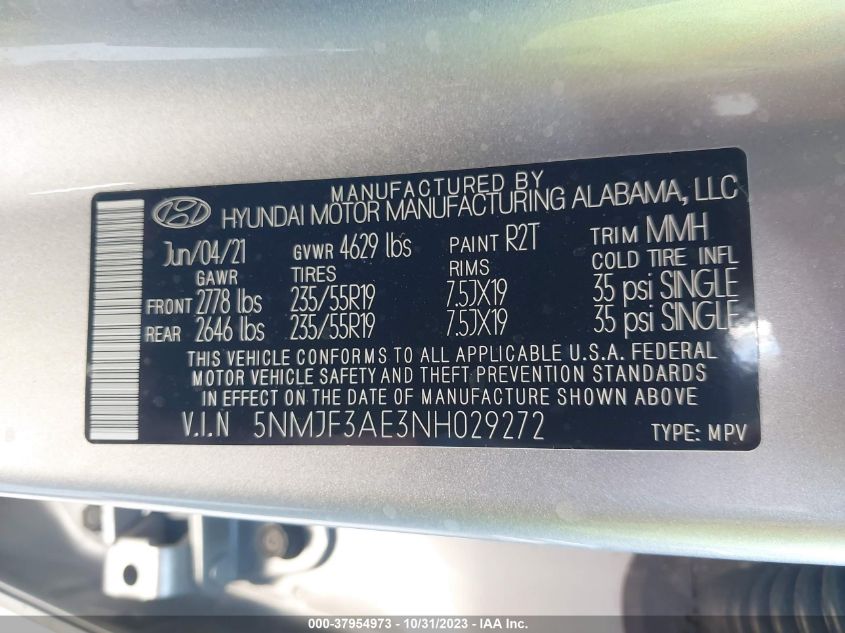 MANUFACTURED BY
HYUNDAI MOTOR MANUFACTURING ALABAMA, LLC
Jun/04/21 GVWR 4629 lbs PAINT R2T TRIM MMH
GAWR TIRES RIMS COLD TIRE INFL
FRONT 2778 lbs 235/55R19 7.5JX19 35 psi SINGLE
REAR 2646 lbs 235/55R19 7.5JX19 35 psi SINGLE
THIS VEHICLE CONFORMS TO ALL APPLICABLE U.S.A. FEDERAL
MOTOR VEHICLE SAFETY AND THEFT PREVENTION STANDARDS
IN EFFECT ON THE DATE OF MANUFACTURE SHOWN ABOVE
V.I.N 5NMJF3AE3NH029272 TYPE: MPV
000-37954973 - 10/31/2023 - © 2023, IAA Inc.